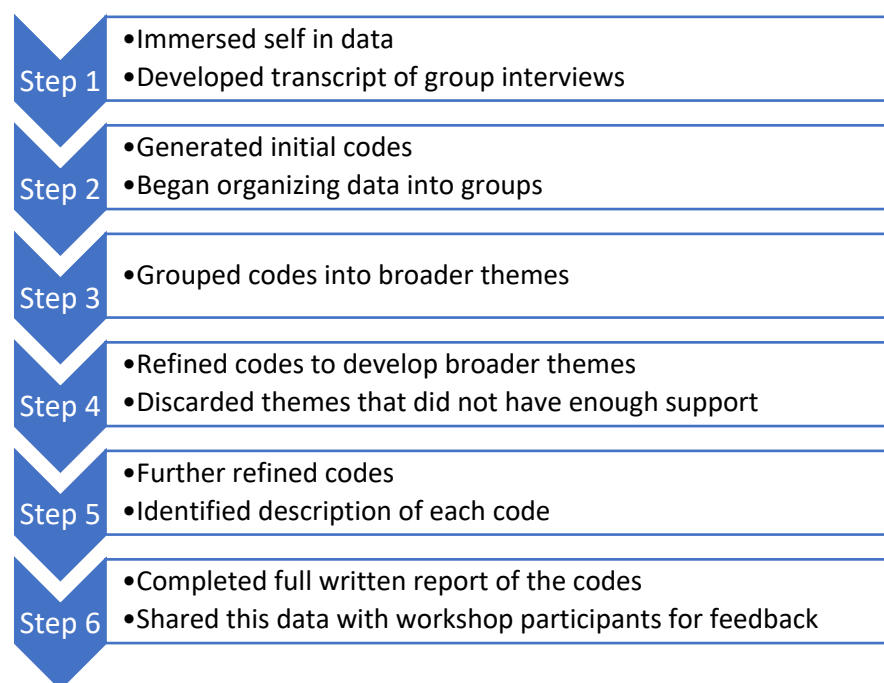 Step 1
•Immersed self in data
•Developed transcript of group interviews
Step 2
•Generated initial codes
•Began organizing data into groups
Step 3
•Grouped codes into broader themes
Step 4
•Refined codes to develop broader themes
•Discarded themes that did not have enough support
Step 5
•Further refined codes
•Identified description of each code
Step 6
•Completed full written report of the codes
•Shared this data with workshop participants for feedback